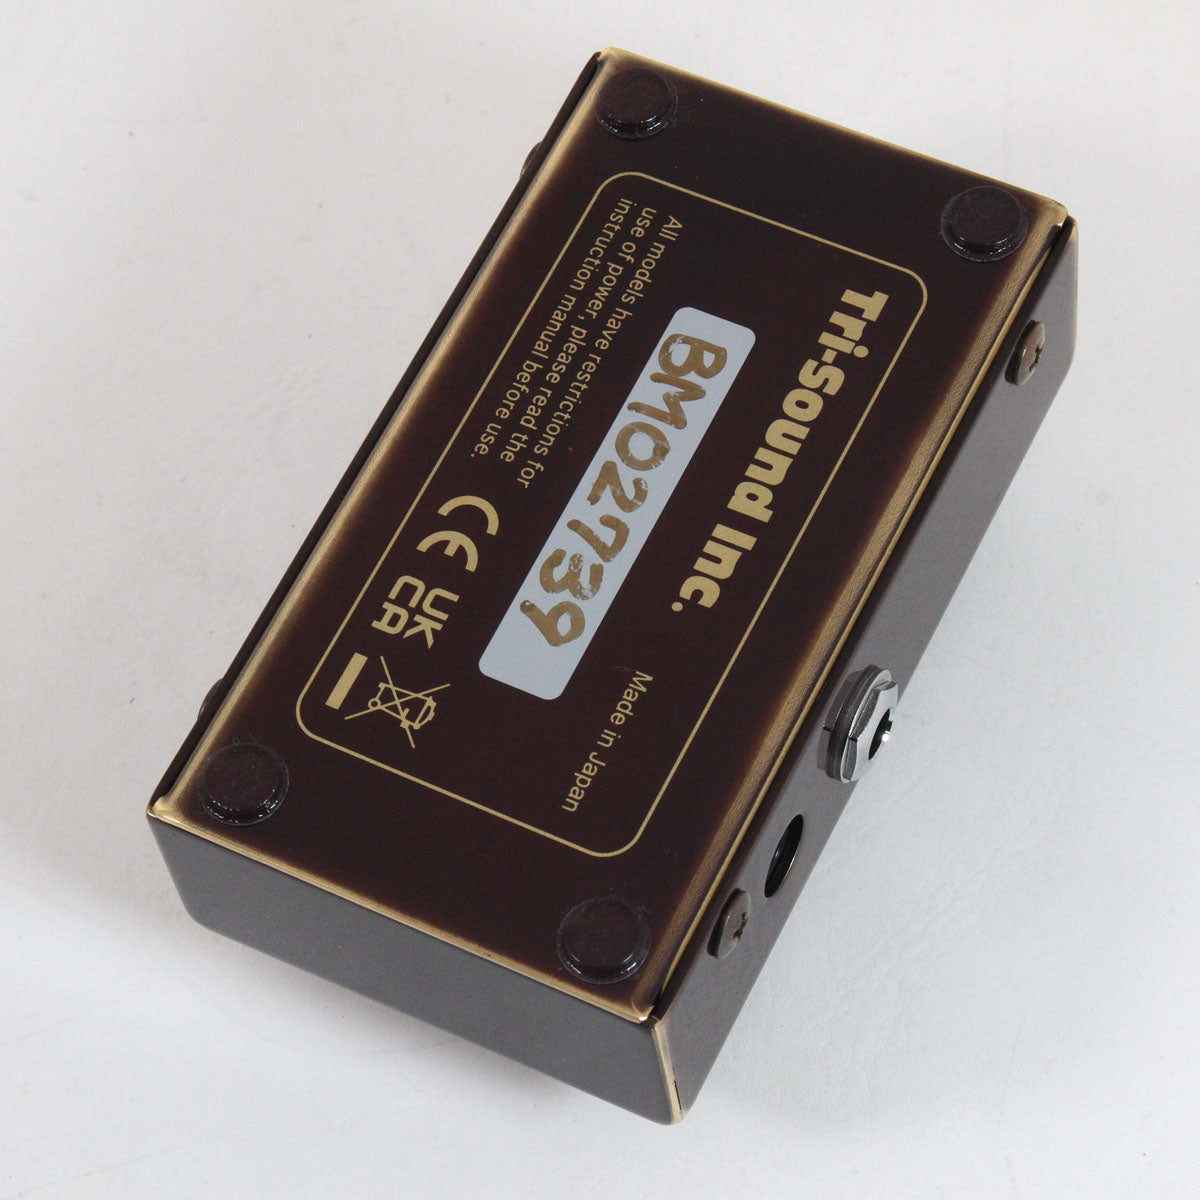 Tri-Sound Inc.
BM02739
Made in Japan
All models have restrictions for
use of power, please read the
instruction manual before use.
CE
UK
CA